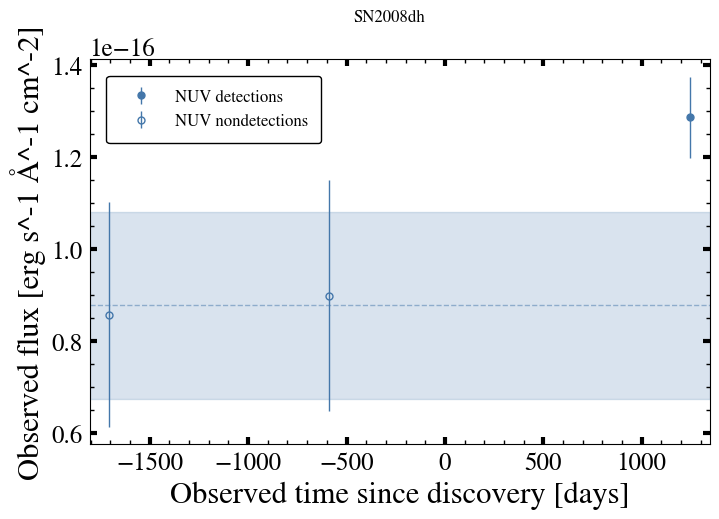 SN2008dh
1e−16
1.4
1.2
1.0
0.8
0.6
Observed flux [erg s^-1 Å^-1 cm^-2]
NUV detections
NUV nondetections
−1500 −1000 −500 0 500 1000
Observed time since discovery [days]